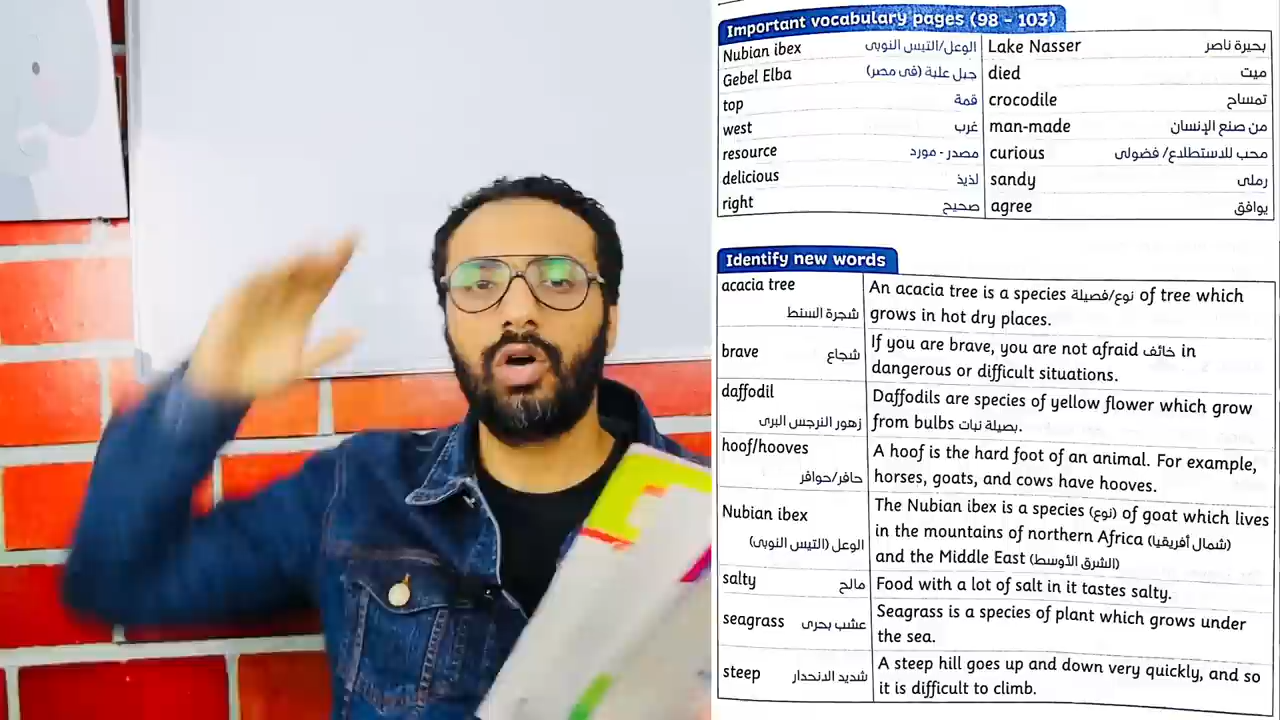 Important vocabulary pages (98 - 103)
Nubian ibex الوعل/التيس النوبى Lake Nasser بحيرة ناصر
Gebel Elba جبل علبة (فى مصر) died ميت
top قمة crocodile تمساح
west غرب man-made من صنع الإنسان
resource مصدر - مورد curious محب للاستطلاع/ فضولى
delicious لذيذ sandy رملى
right صحيح agree يوافق
Identify new words
acacia tree An acacia tree is a species نوع/فصيلة of tree which
شجرة السنط grows in hot dry places.
brave شجاع If you are brave, you are not afraid خائف in
dangerous or difficult situations.
daffodil Daffodils are species of yellow flower which grow
زهور النرجس البرى from bulbs بصيلة نبات.
hoof/hooves A hoof is the hard foot of an animal. For example,
حافر/حوافر horses, goats, and cows have hooves.
Nubian ibex The Nubian ibex is a species (نوع) of goat which lives
الوعل (التيس النوبى) in the mountains of northern Africa (شمال أفريقيا)
and the Middle East (الشرق الأوسط)
salty مالح Food with a lot of salt in it tastes salty.
seagrass عشب بحرى Seagrass is a species of plant which grows under
the sea.
steep شديد الانحدار A steep hill goes up and down very quickly, and so
it is difficult to climb.